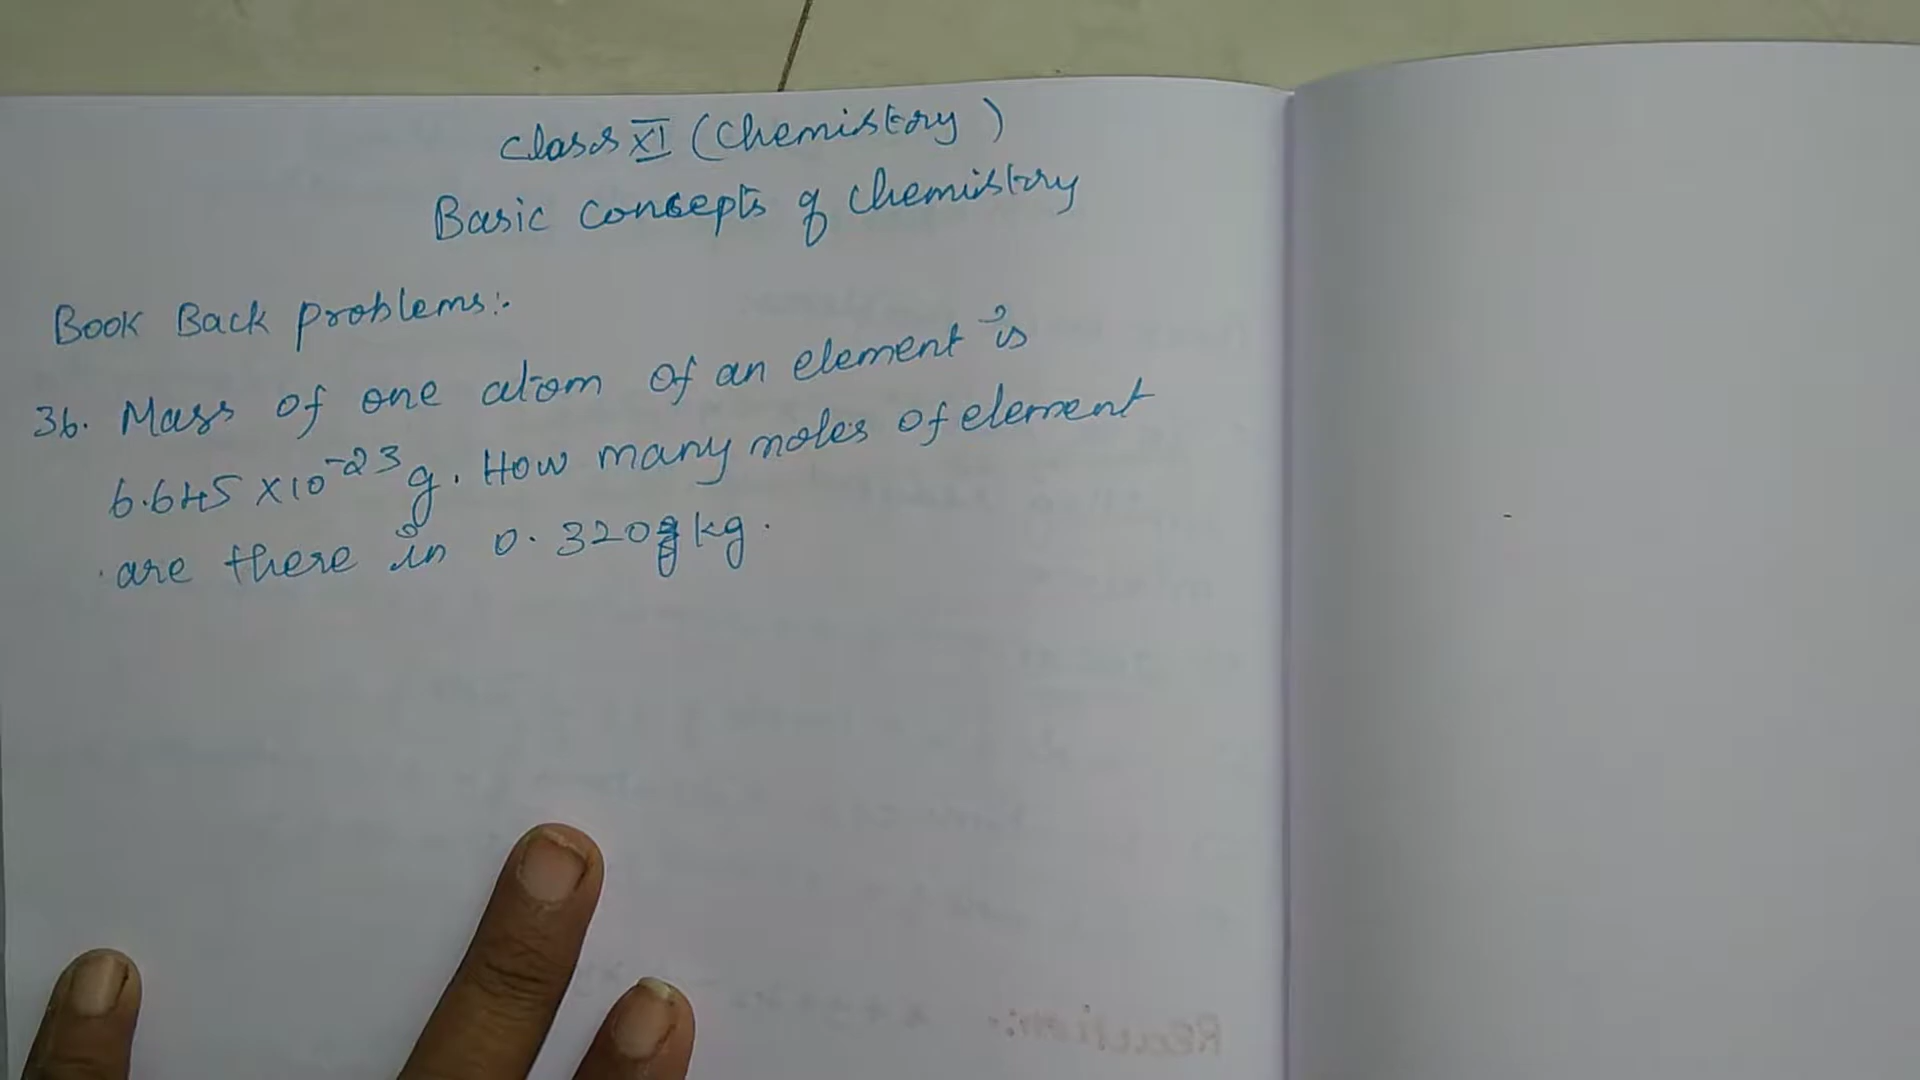 Class XI (Chemistry)
Basic concepts of chemistry
Book Back problems:-
36. Mass of one atom of an element is
6.645 x 10⁻²³ g. How many moles of element
are there in 0.320 kg.
Reaction:-